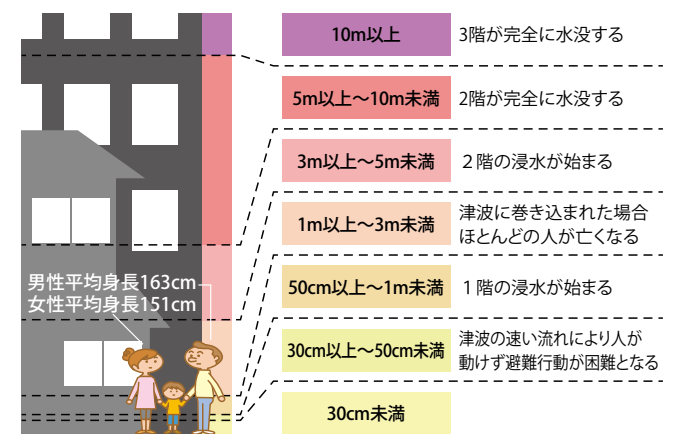 10m以上 3階が完全に水没する
5m以上～10m未満 2階が完全に水没する
3m以上～5m未満 ２階の浸水が始まる
1m以上～3m未満 津波に巻き込まれた場合
ほとんどの人が亡くなる
男性平均身長163cm
女性平均身長151cm
50cm以上～1m未満 １階の浸水が始まる
30cm以上～50cm未満 津波の速い流れにより人が
動けず避難行動が困難となる
30cm未満